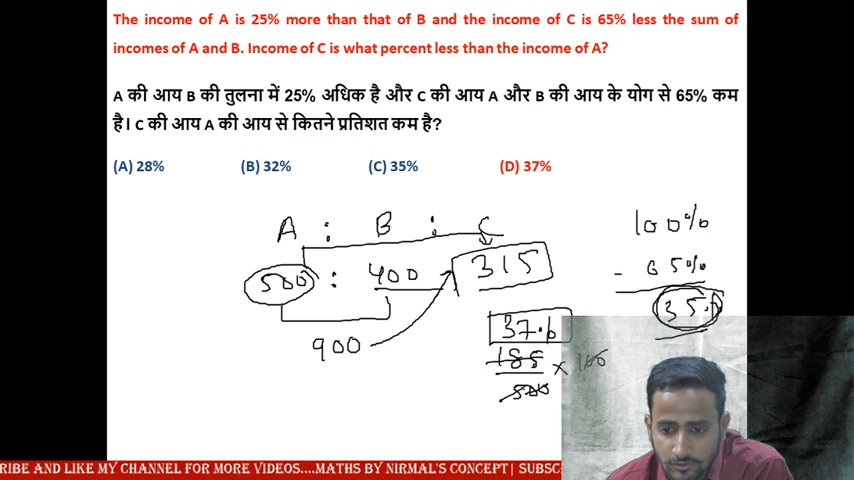 The income of A is 25% more than that of B and the income of C is 65% less the sum of
incomes of A and B. Income of C is what percent less than the income of A?
A की आय B की तुलना में 25% अधिक है और C की आय A और B की आय के योग से 65% कम
है। C की आय A की आय से कितने प्रतिशत कम है?
(A) 28% (B) 32% (C) 35% (D) 37%
A : B : C 100%
500 : 400 315 - 65%
35%
37%
900 185 × 100
500
RIBE AND LIKE MY CHANNEL FOR MORE VIDEOS....MATHS BY NIRMAL'S CONCEPT| SUBSC